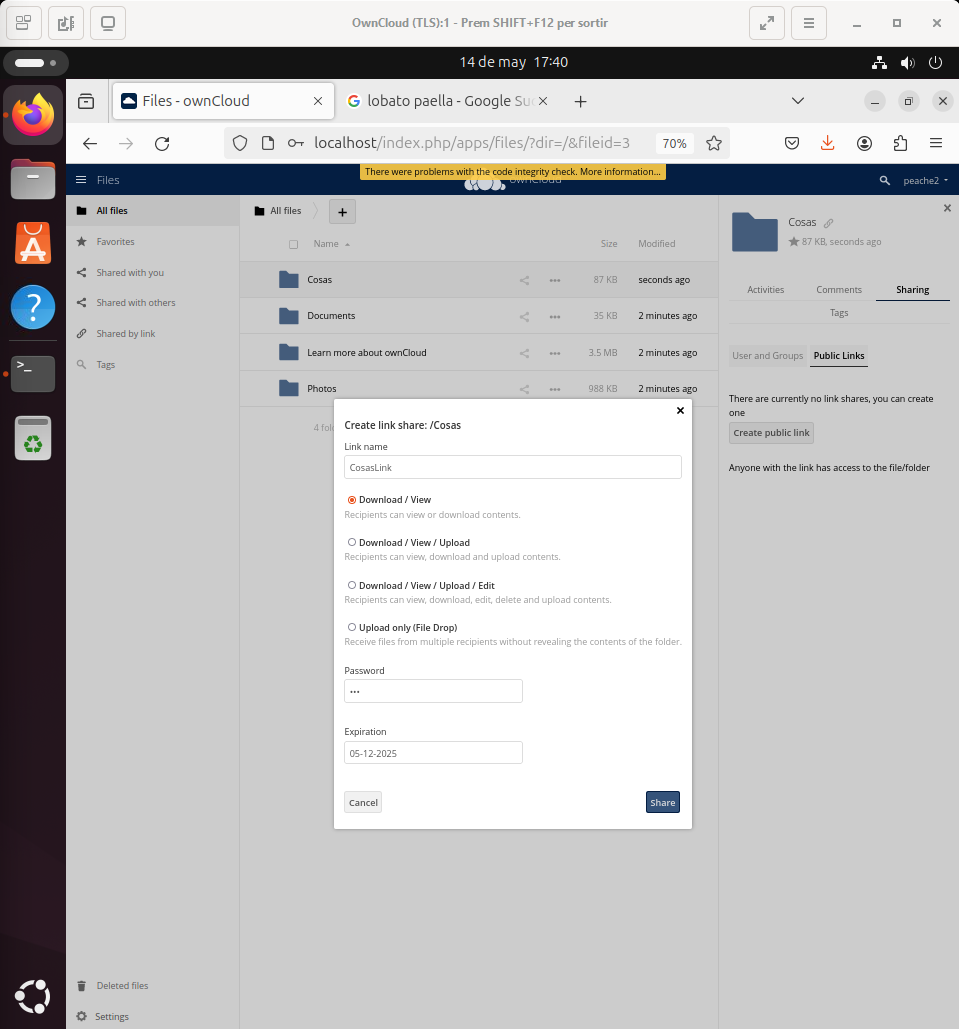 OwnCloud (TLS):1 - Prem SHIFT+F12 per sortir
14 de may 17:40
Files - ownCloud
lobato paella - Google Su
localhost/index.php/apps/files/?dir=/&fileid=3
70%
There were problems with the code integrity check. More information...
Files
ownCloud
peache2
All files
Favorites
Shared with you
Shared with others
Shared by link
Tags
Deleted files
Settings
All files
+
Name
Size
Modified
Cosas
87 KB
seconds ago
Documents
35 KB
2 minutes ago
Learn more about ownCloud
3.5 MB
2 minutes ago
Photos
988 KB
2 minutes ago
4 fol
Cosas
87 KB, seconds ago
Activities
Comments
Sharing
Tags
User and Groups
Public Links
There are currently no link shares, you can create
one
Create public link
Anyone with the link has access to the file/folder
Create link share: /Cosas
Link name
CosasLink
Download / View
Recipients can view or download contents.
Download / View / Upload
Recipients can view, download and upload contents.
Download / View / Upload / Edit
Recipients can view, download, edit, delete and upload contents.
Upload only (File Drop)
Receive files from multiple recipients without revealing the contents of the folder.
Password
•••
Expiration
05-12-2025
Cancel
Share